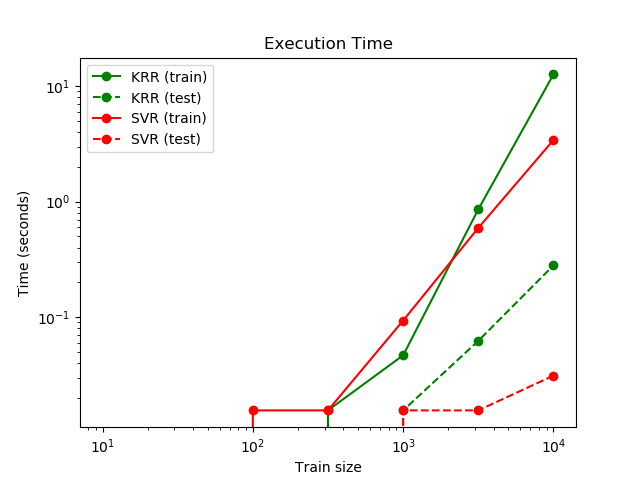 Execution Time
KRR (train)
KRR (test)
SVR (train)
SVR (test)
Time (seconds)
10¹
10⁰
10⁻¹
10¹ 10² 10³ 10⁴
Train size